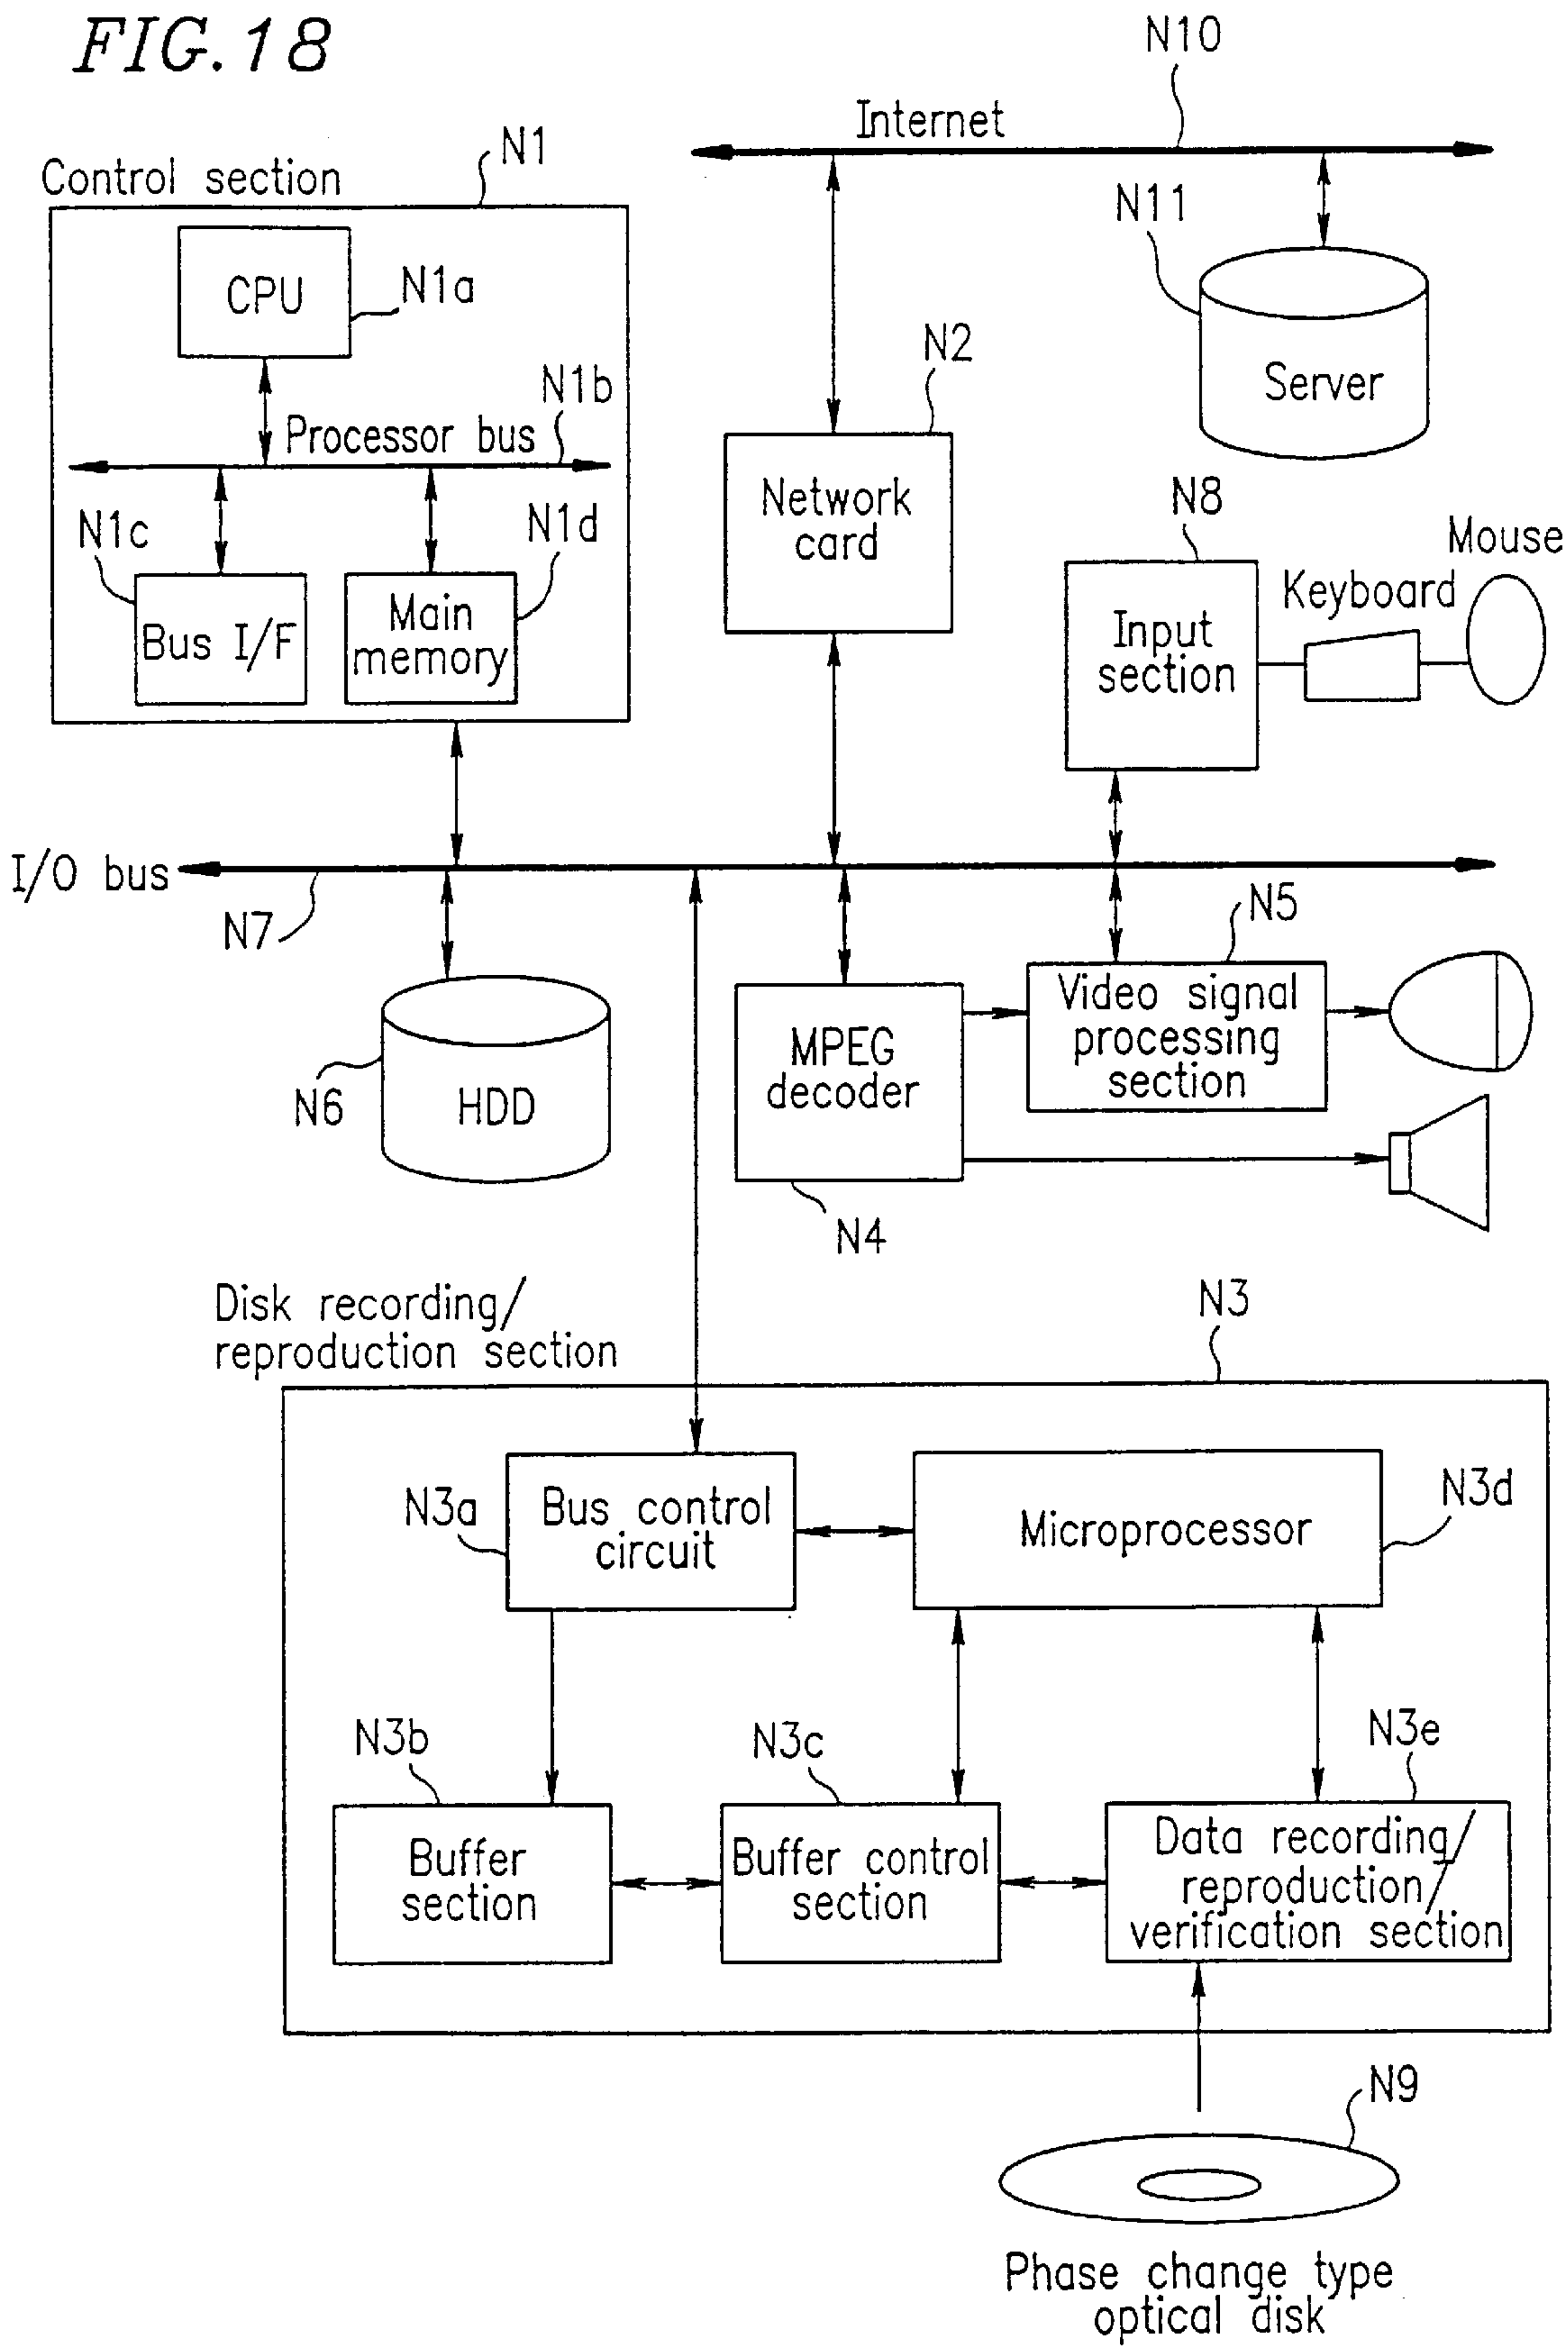 FIG.18
N10
Internet
N1
Control section
N11
CPU
N1a
Server
N2
N1b
Processor bus
Network
card
N8
Mouse
Keyboard
N1c
N1d
Bus I/F
Main
memory
Input
section
I/O bus
N7
N5
Video signal
processing
section
MPEG
decoder
N6
HDD
N4
Disk recording/
reproduction section
N3
N3a
Bus control
circuit
Microprocessor
N3d
N3b
N3c
N3e
Buffer
section
Buffer control
section
Data recording/
reproduction/
verification section
N9
Phase change type
optical disk